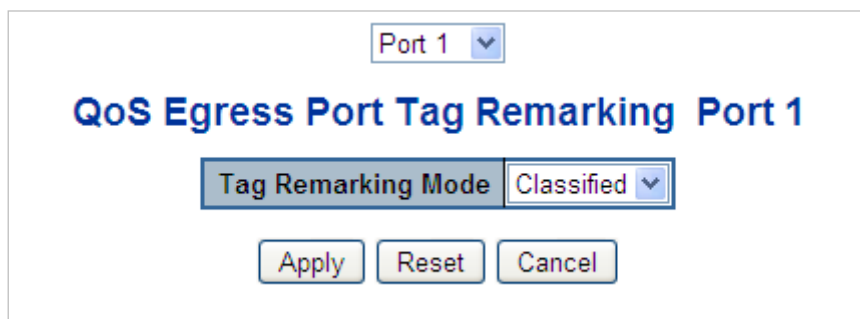 Port 1
QoS Egress Port Tag Remarking Port 1
Tag Remarking Mode Classified
Apply Reset Cancel